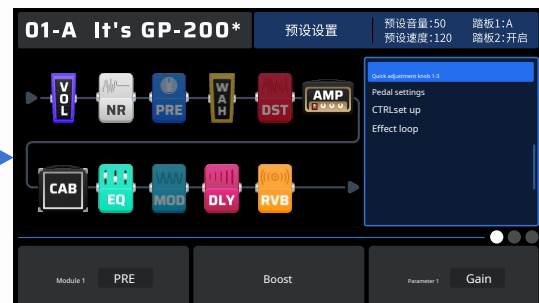 01-A It's GP-200*
预设设置
预设音量:50 踏板1:A
预设速度:120 踏板2:开启
VOL NR PRE WAH DST AMP
CAB EQ MOD DLY RVB
Quick adjustment knob 1-3
Pedal settings
CTRLset up
Effect loop
Module 1 PRE
Boost
Parameter 1 Gain